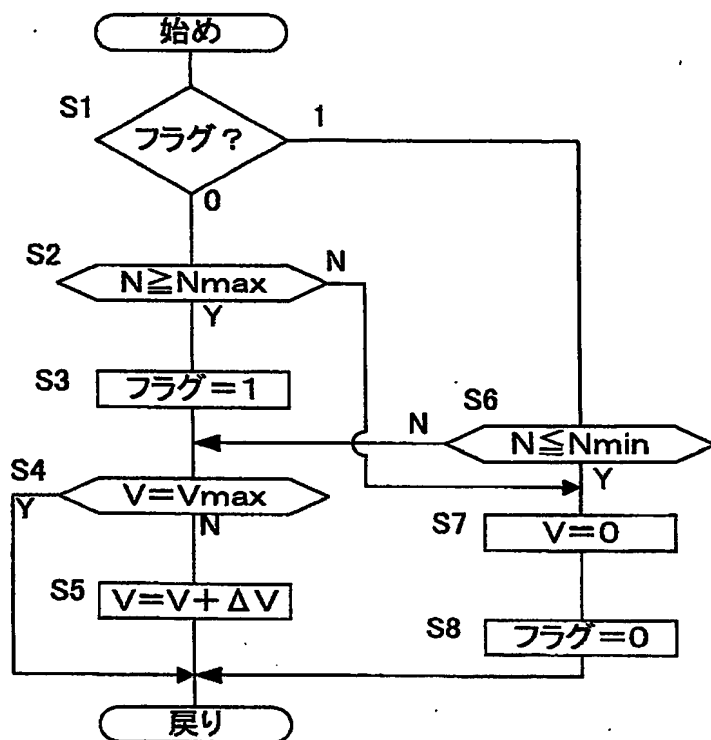 始め
S1
フラグ?
1
0
S2
N≧Nmax
N
Y
S3
フラグ=1
S6
N
N≦Nmin
Y
S4
Y
V=Vmax
N
S7
V=0
S5
V=V+ΔV
S8
フラグ=0
戻り